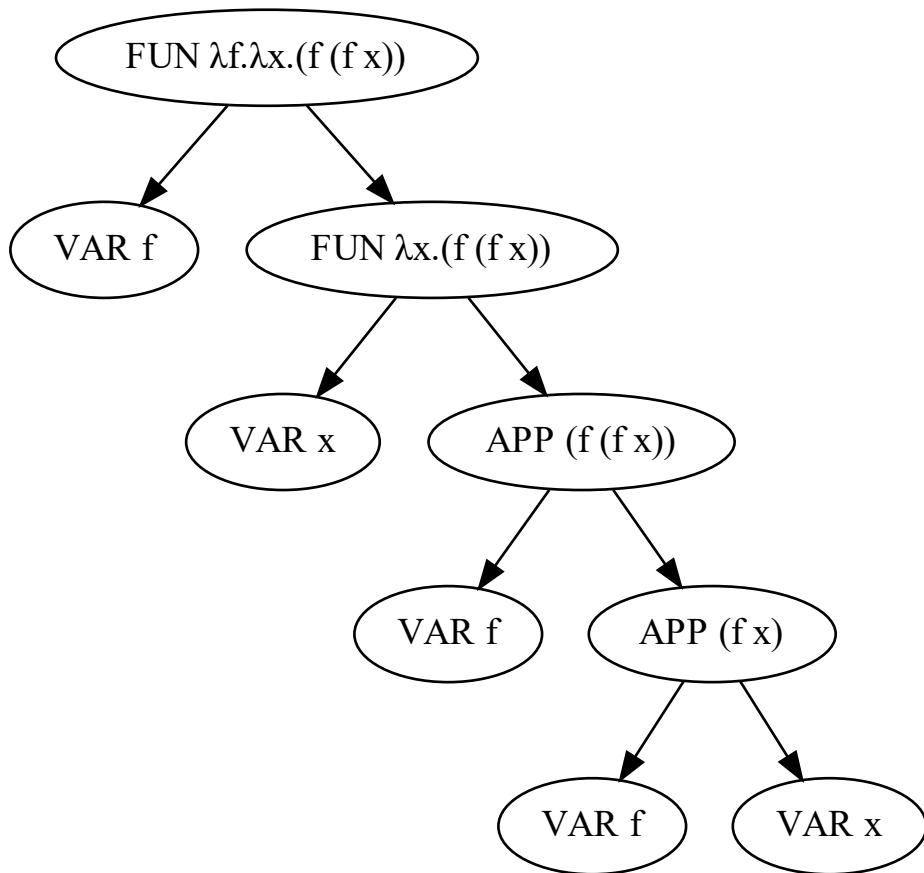 FUN λf.λx.(f (f x))
VAR f
FUN λx.(f (f x))
VAR x
APP (f (f x))
VAR f
APP (f x)
VAR f
VAR x